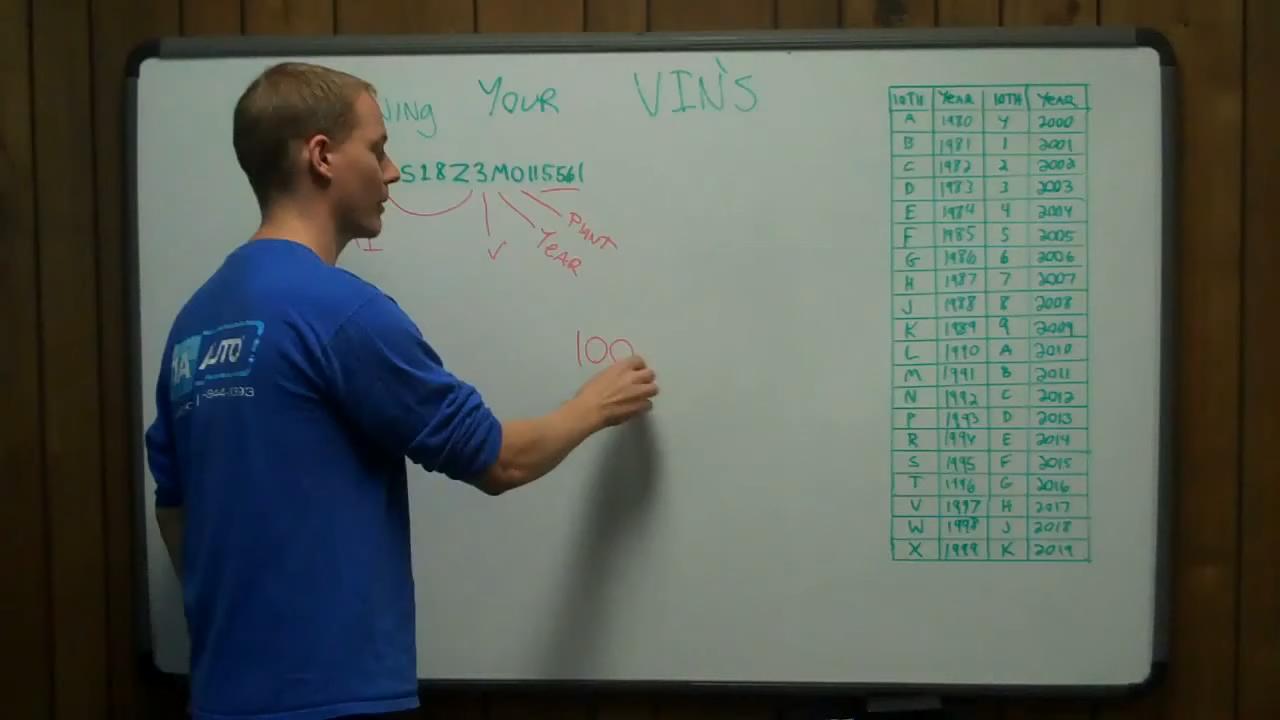 YOUR VIN'S
S18Z3M0115561
PLANT
YEAR
100
AUTO
10TH YEAR 10TH YEAR
A 1980 Y 2000
B 1981 1 2001
C 1982 2 2002
D 1983 3 2003
E 1984 4 2004
F 1985 5 2005
G 1986 6 2006
H 1987 7 2007
J 1988 8 2008
K 1989 9 2009
L 1990 A 2010
M 1991 B 2011
N 1992 C 2012
P 1993 D 2013
R 1994 E 2014
S 1995 F 2015
T 1996 G 2016
V 1997 H 2017
W 1998 J 2018
X 1999 K 2019